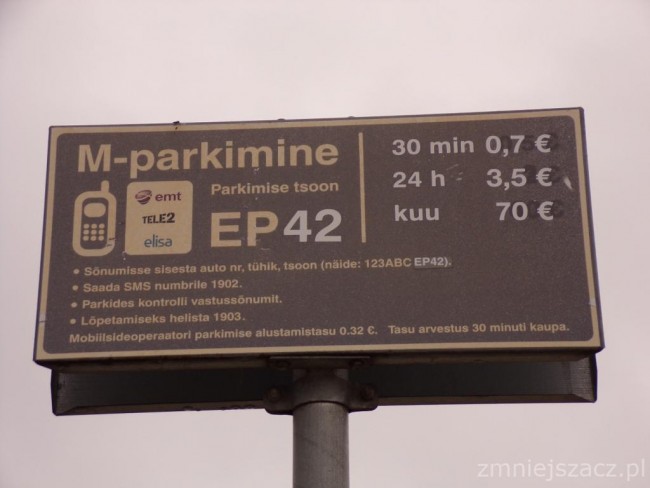 M-parkimine
emt
TELE2
elisa
Parkimise tsoon
EP42
30 min 0,7 €
24 h 3,5 €
kuu 70 €
• Sõnumisse sisesta auto nr, tühik, tsoon (näide: 123ABC EP42).
• Saada SMS numbrile 1902.
• Parkides kontrolli vastussõnumit.
• Lõpetamiseks helista 1903.
Mobiilsideoperaatori parkimise alustamistasu 0.32 €. Tasu arvestus 30 minuti kaupa.
zmniejszacz.pl